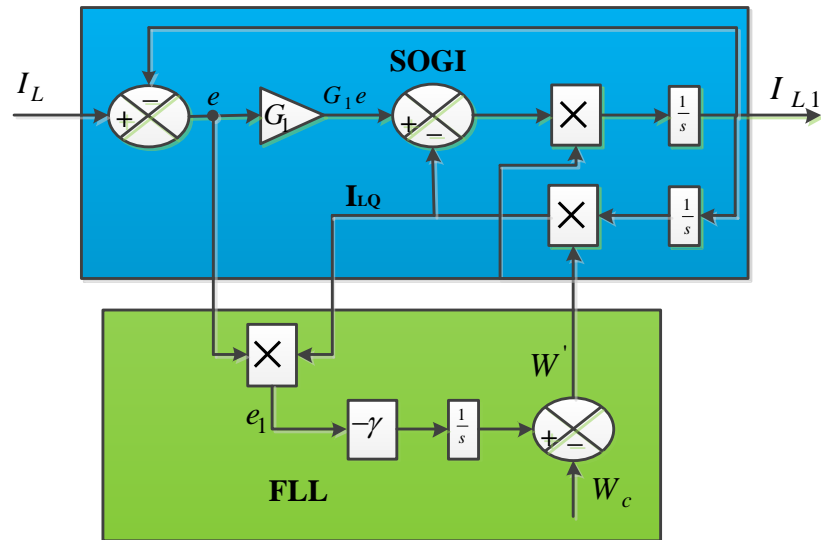 SOGI
I_L
−
+
e
G_1
G_1 e
+
−
×
1/s
I_L1
I_LQ
×
1/s
×
W'
e_1
−γ
1/s
+
−
FLL
W_c